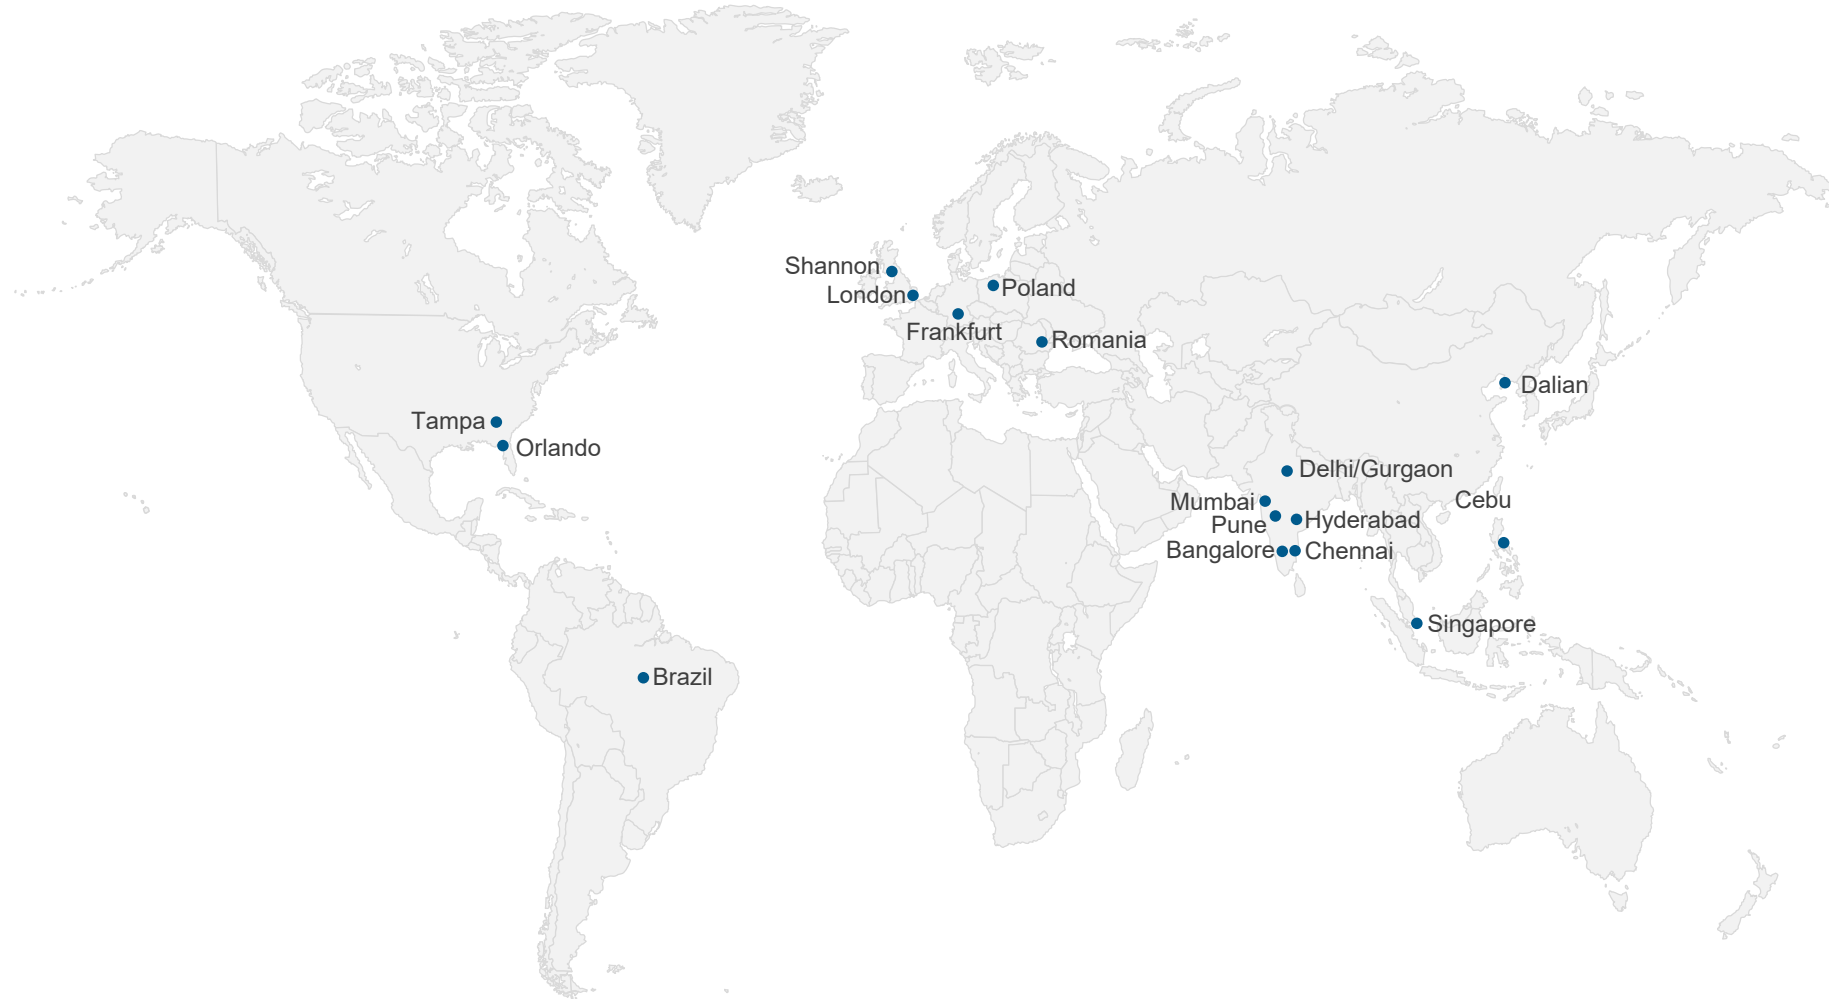 Shannon
London
Poland
Frankfurt
Romania
Dalian
Tampa
Orlando
Delhi/Gurgaon
Mumbai
Cebu
Pune
Hyderabad
Bangalore
Chennai
Singapore
Brazil